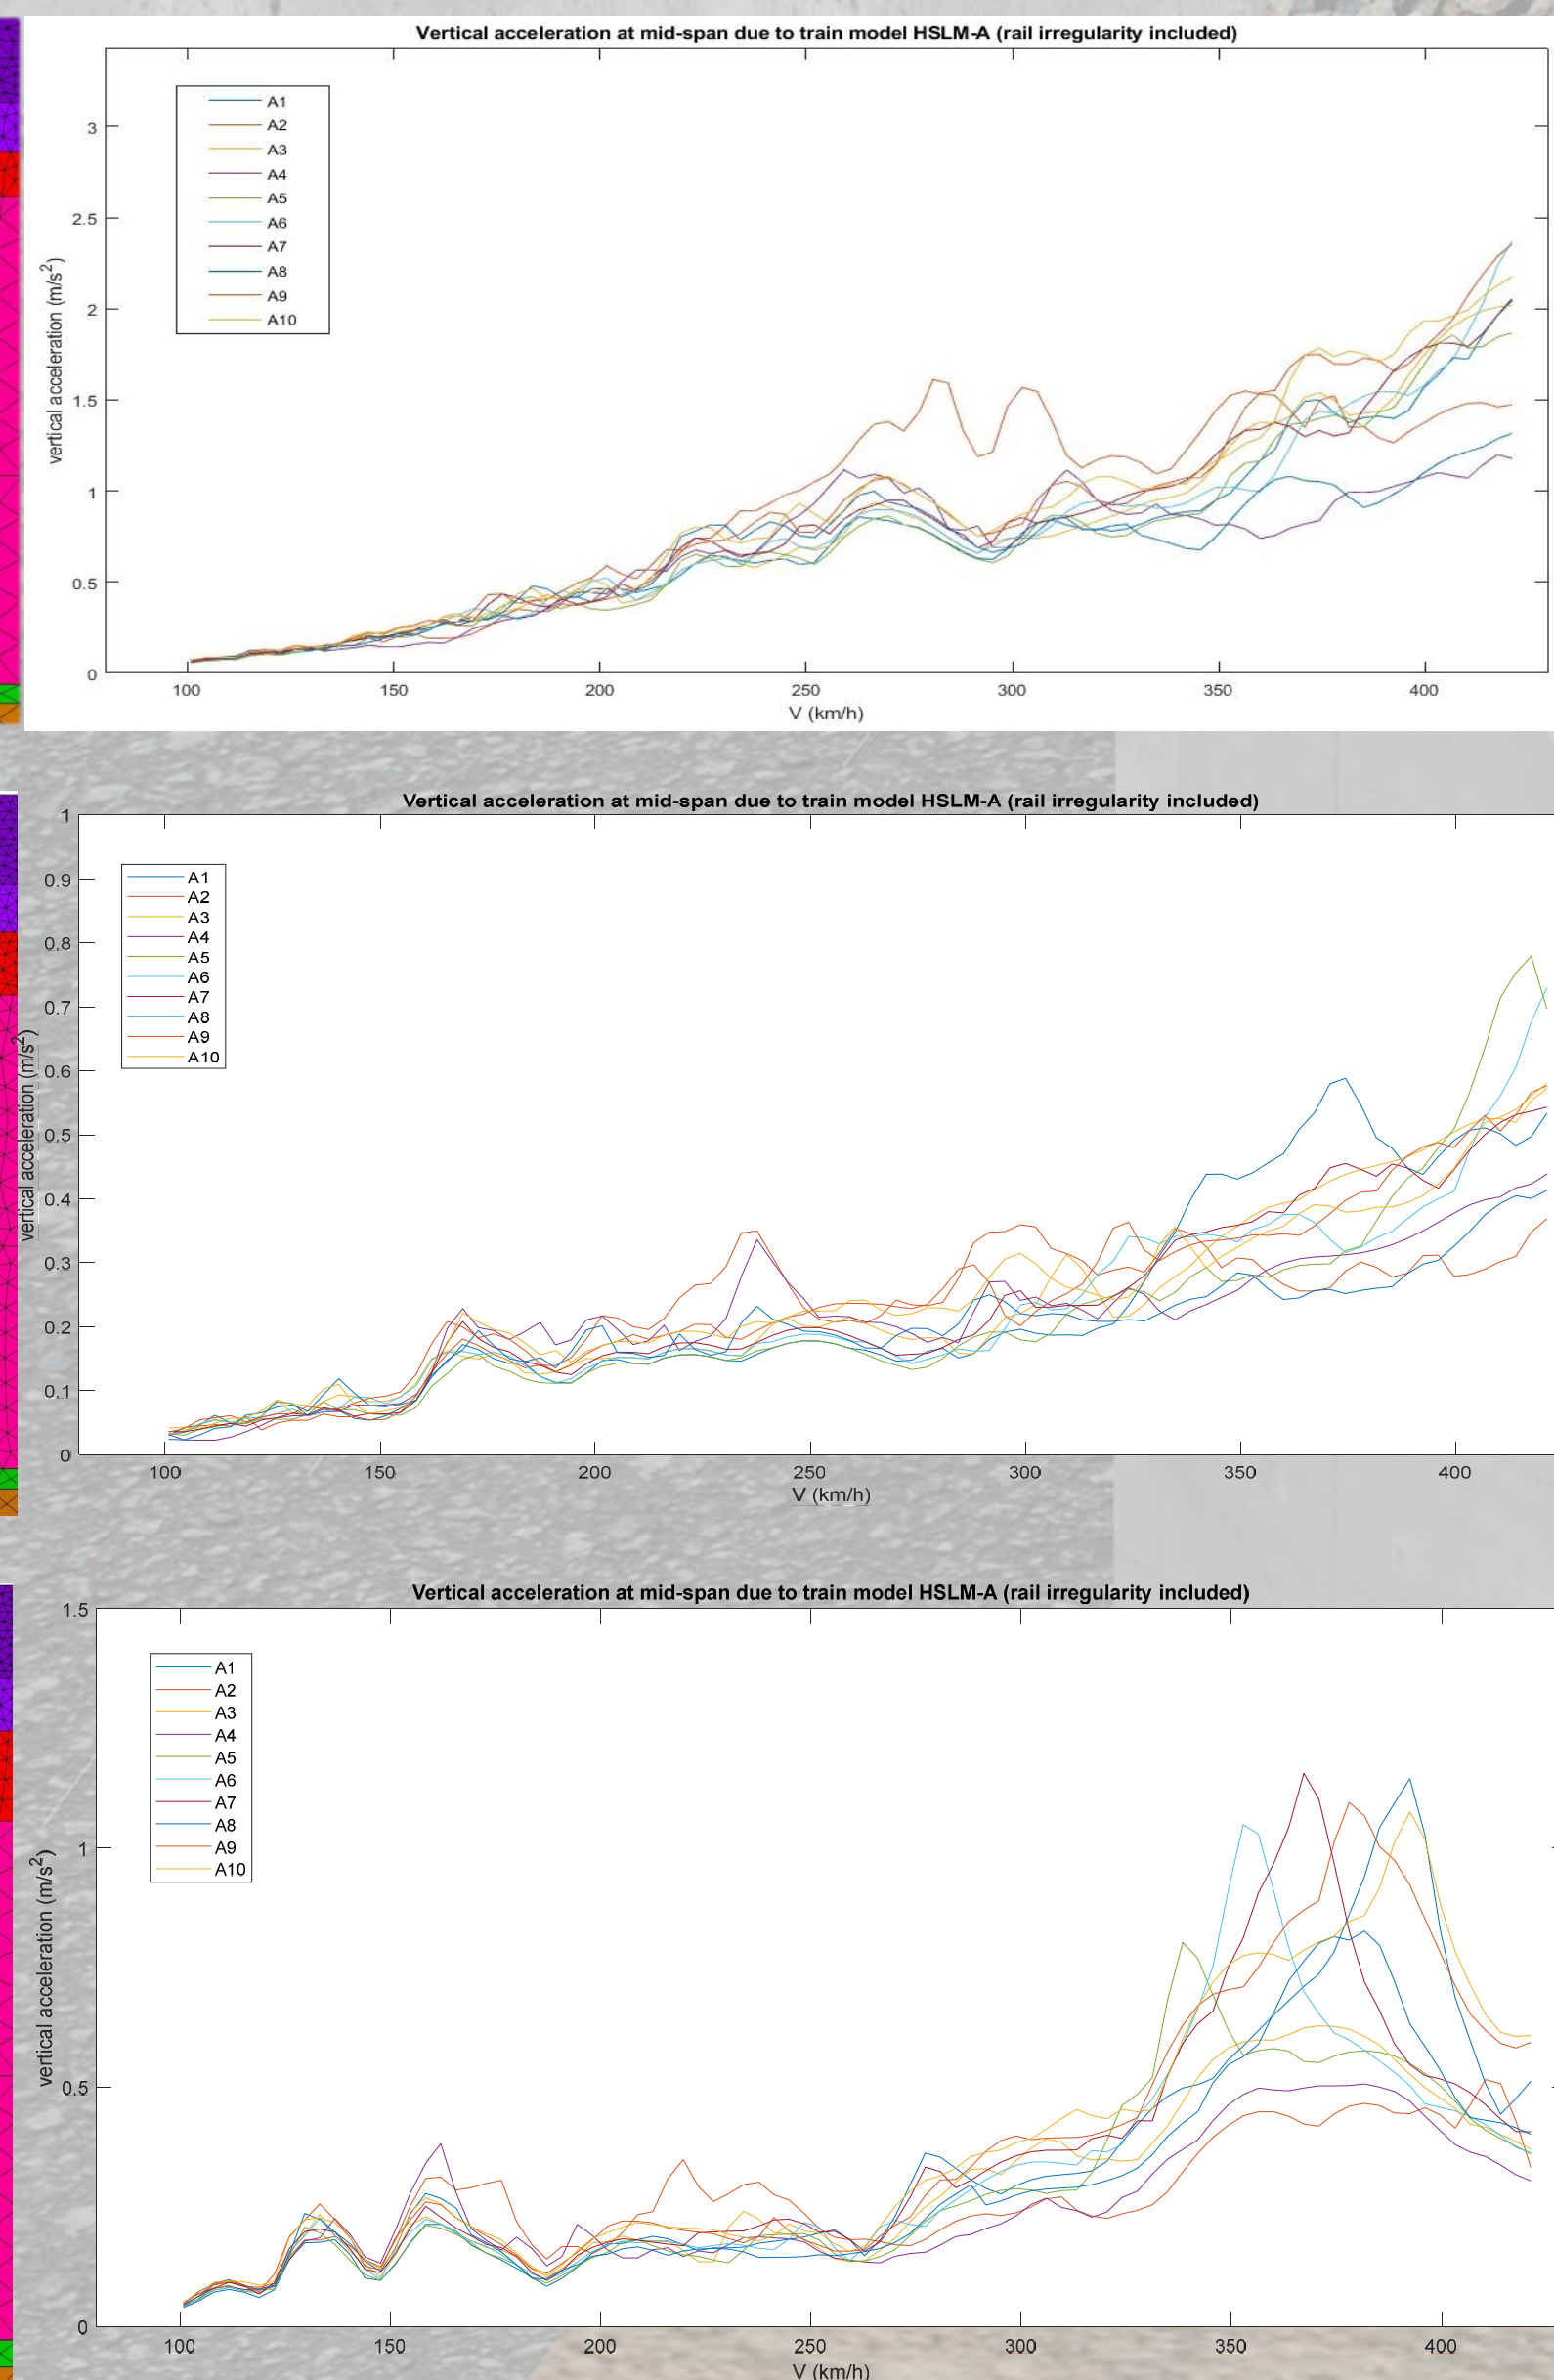 Vertical acceleration at mid-span due to train model HSLM-A (rail irregularity included)
A1
A2
A3
A4
A5
A6
A7
A8
A9
A10
3
2.5
2
1.5
1
0.5
0
vertical acceleration (m/s²)
100 150 200 250 300 350 400
V (km/h)
Vertical acceleration at mid-span due to train model HSLM-A (rail irregularity included)
A1
A2
A3
A4
A5
A6
A7
A8
A9
A10
1
0.9
0.8
0.7
0.6
0.5
0.4
0.3
0.2
0.1
0
vertical acceleration (m/s²)
100 150 200 250 300 350 400
V (km/h)
Vertical acceleration at mid-span due to train model HSLM-A (rail irregularity included)
A1
A2
A3
A4
A5
A6
A7
A8
A9
A10
1.5
1
0.5
0
vertical acceleration (m/s²)
100 150 200 250 300 350 400
V (km/h)